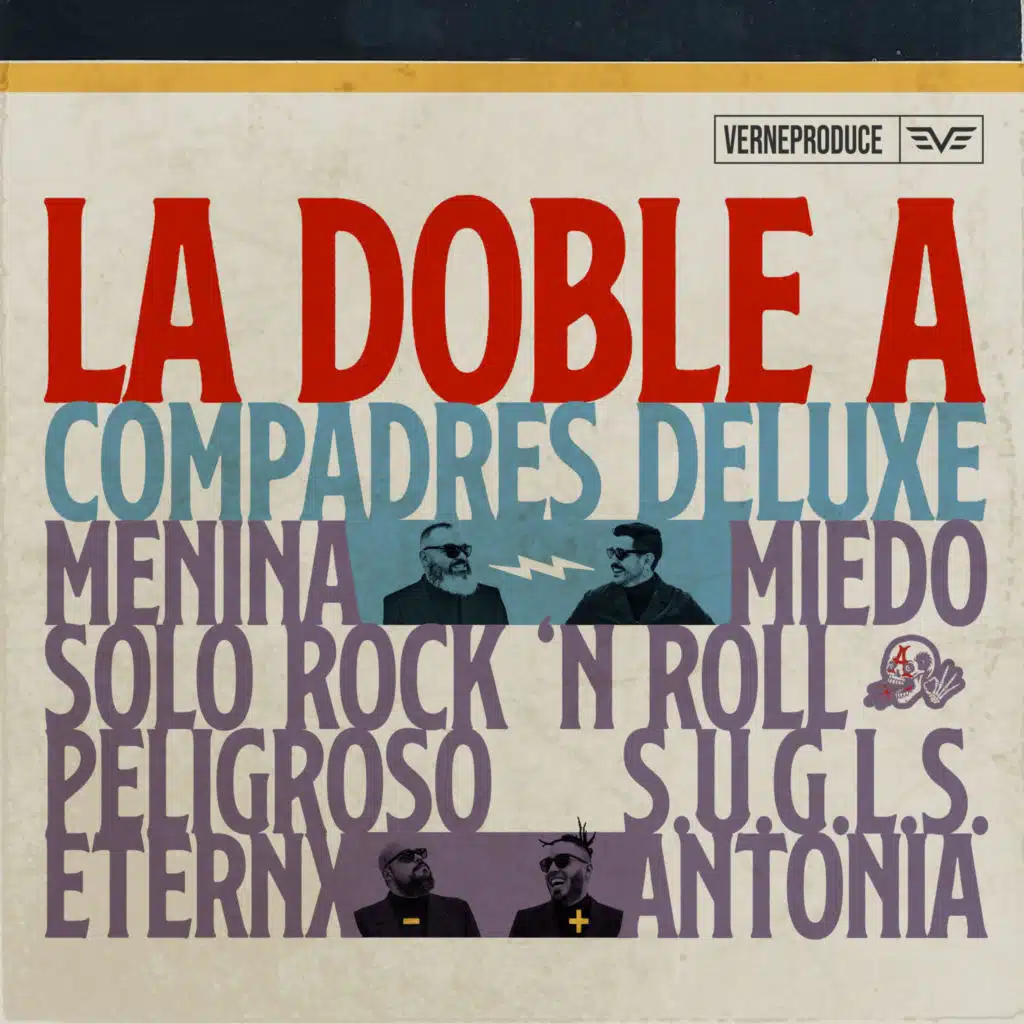 VERNEPRODUCE
LA DOBLE A
COMPADRES DELUXE
MENINA MIEDO
SOLO ROCK ‘N ROLL
A
PELIGROSO S.U.G.L.S.
ETERNX ANTONIA